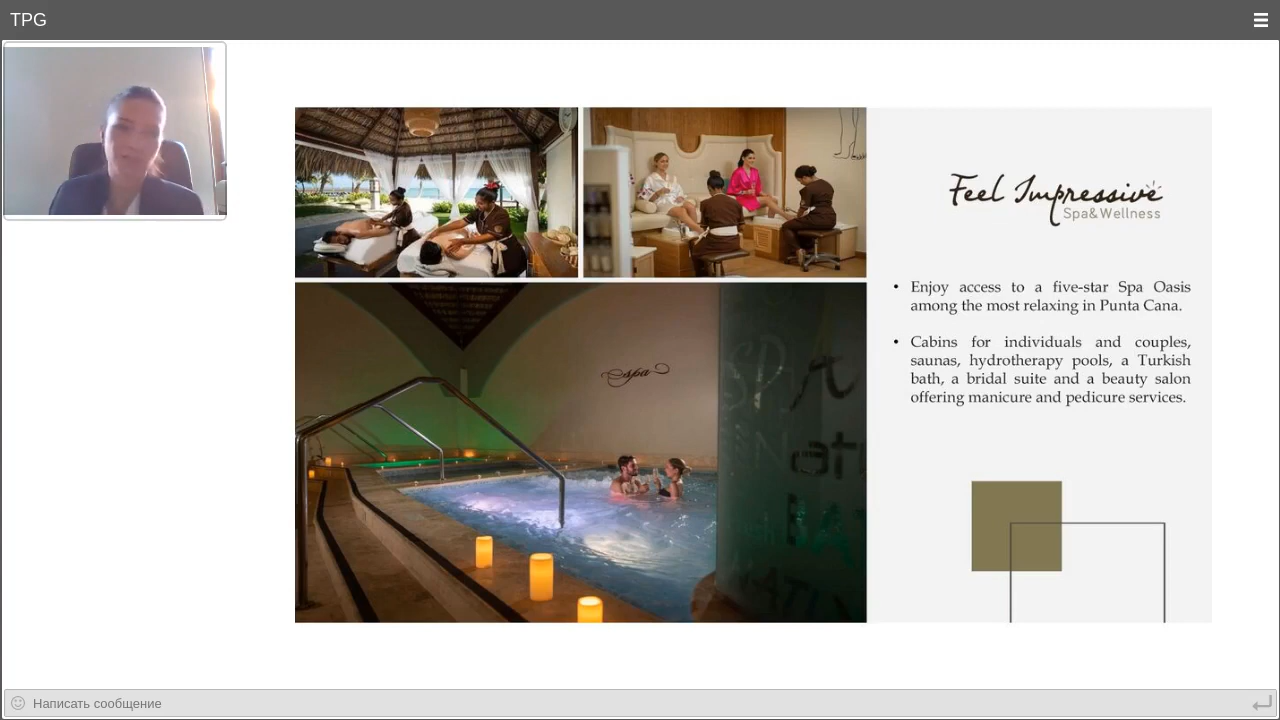 TPG
Feel Impressive
Spa&Wellness
• Enjoy access to a five-star Spa Oasis
among the most relaxing in Punta Cana.
• Cabins for individuals and couples,
saunas, hydrotherapy pools, a Turkish
bath, a bridal suite and a beauty salon
offering manicure and pedicure services.
spa
Написать сообщение